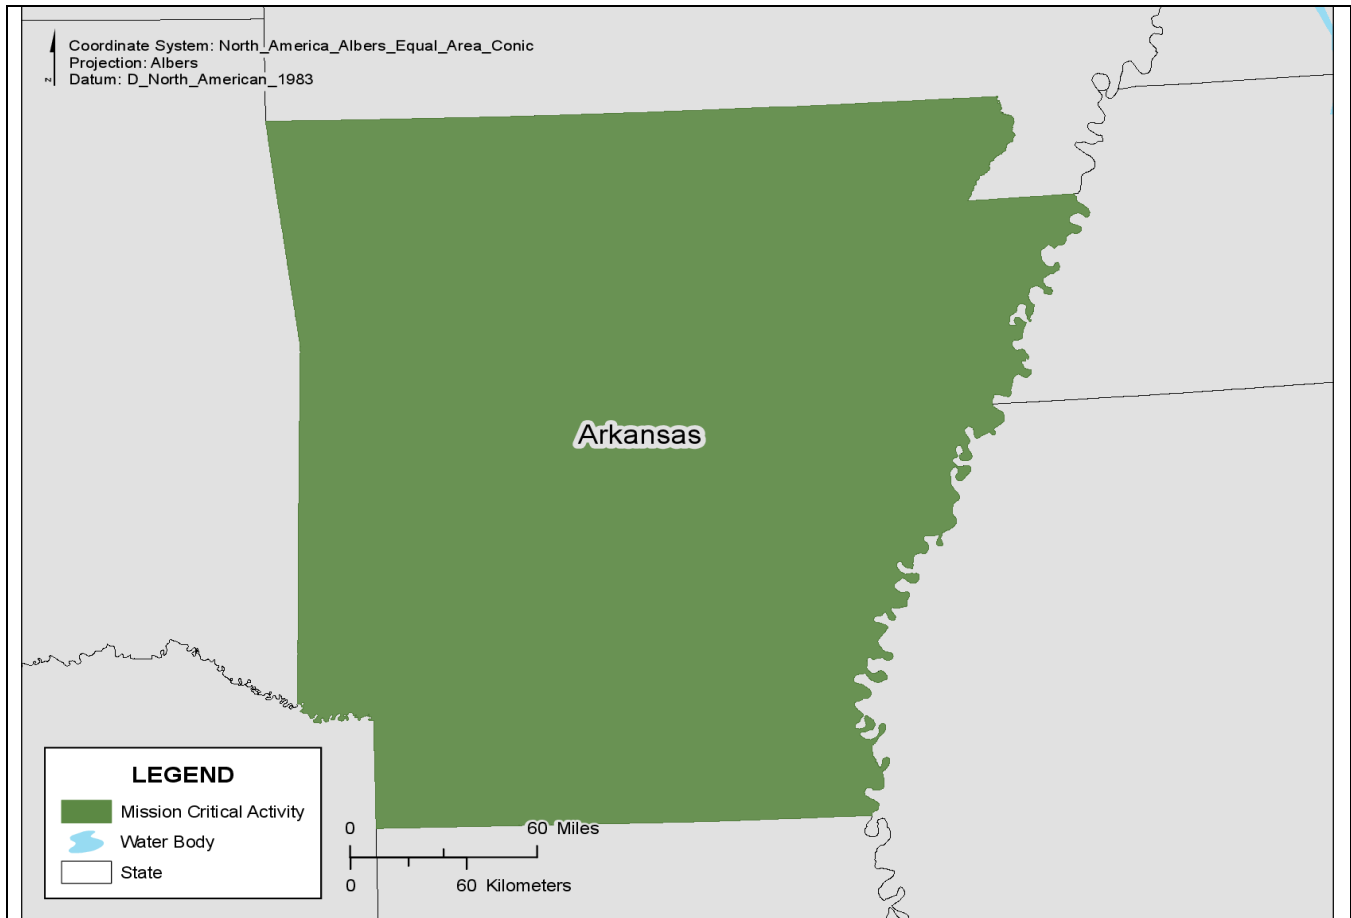 Coordinate System: North_America_Albers_Equal_Area_Conic
Projection: Albers
Datum: D_North_American_1983
N
Arkansas
LEGEND
Mission Critical Activity
Water Body
State
0 60 Miles
0 60 Kilometers